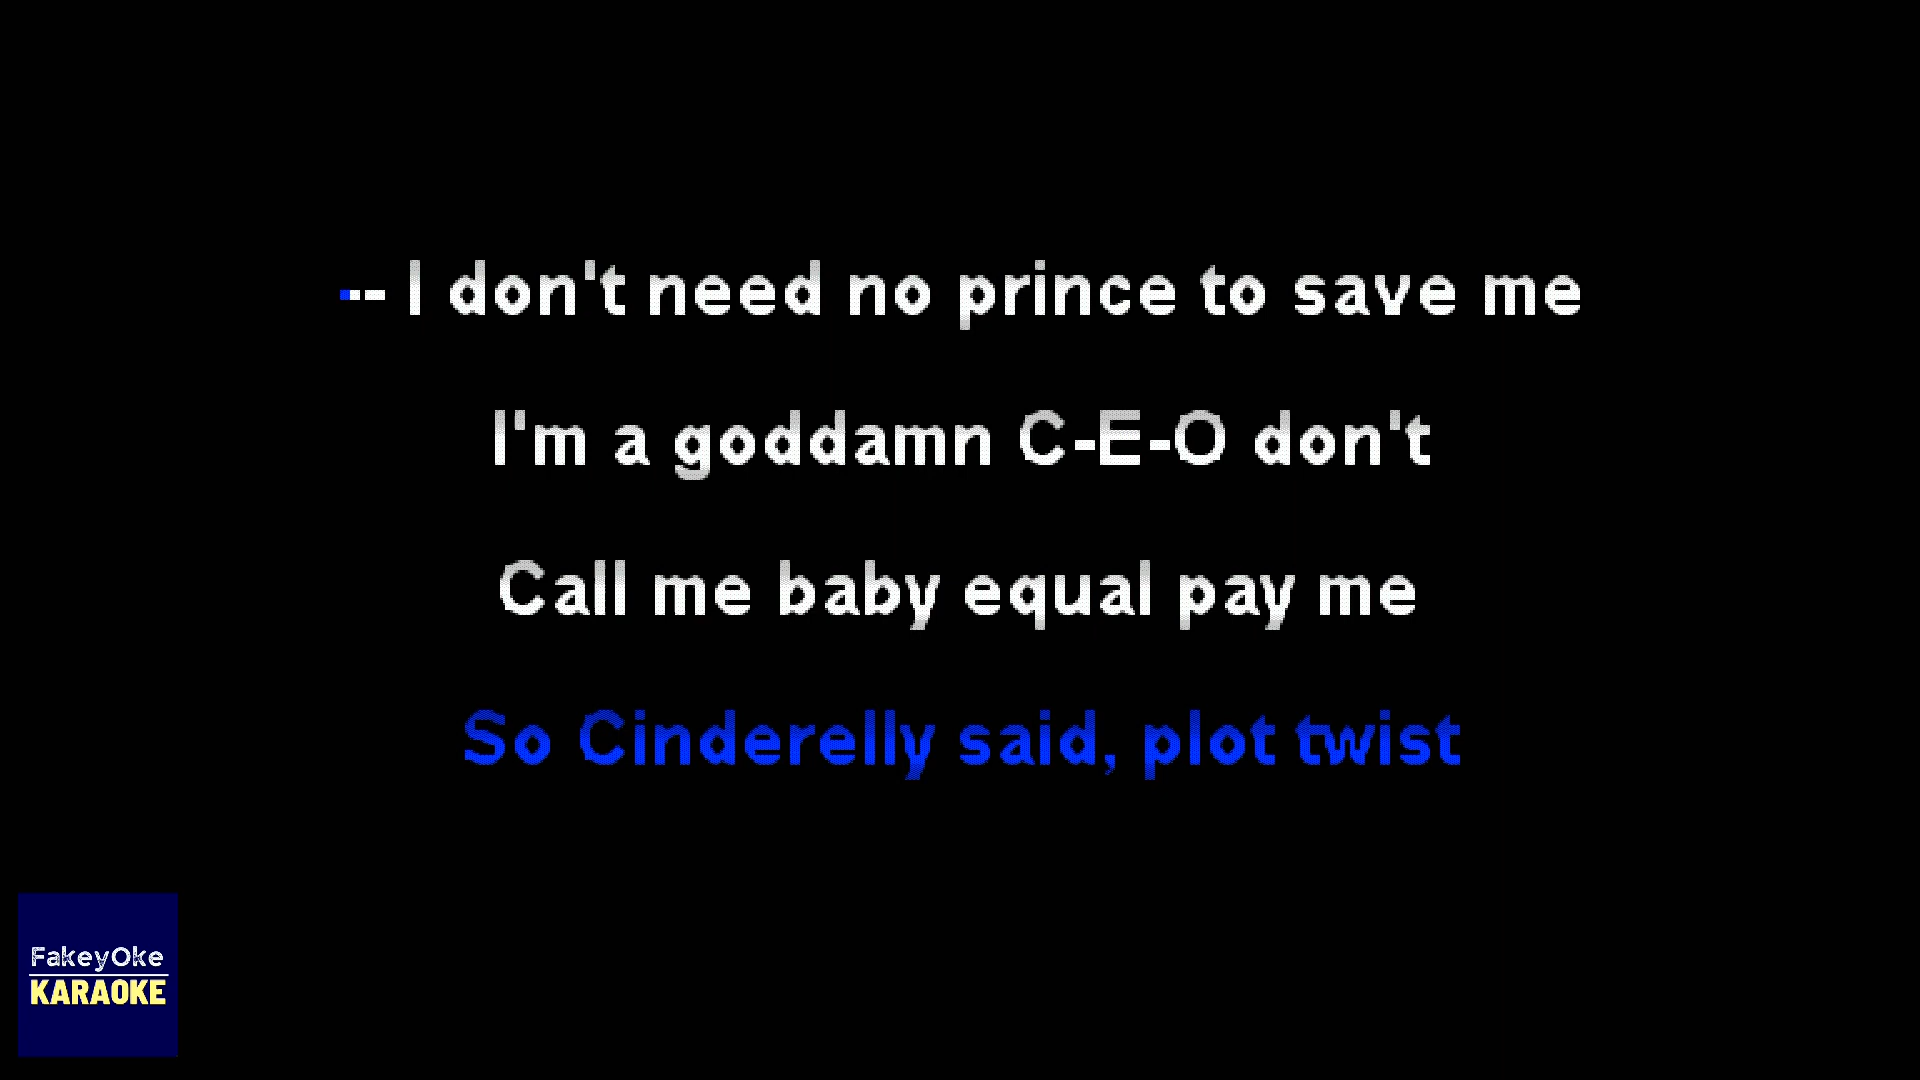 -- I don't need no prince to save me
I'm a goddamn C-E-O don't
Call me baby equal pay me
So Cinderelly said, plot twist
FakeyOke
KARAOKE